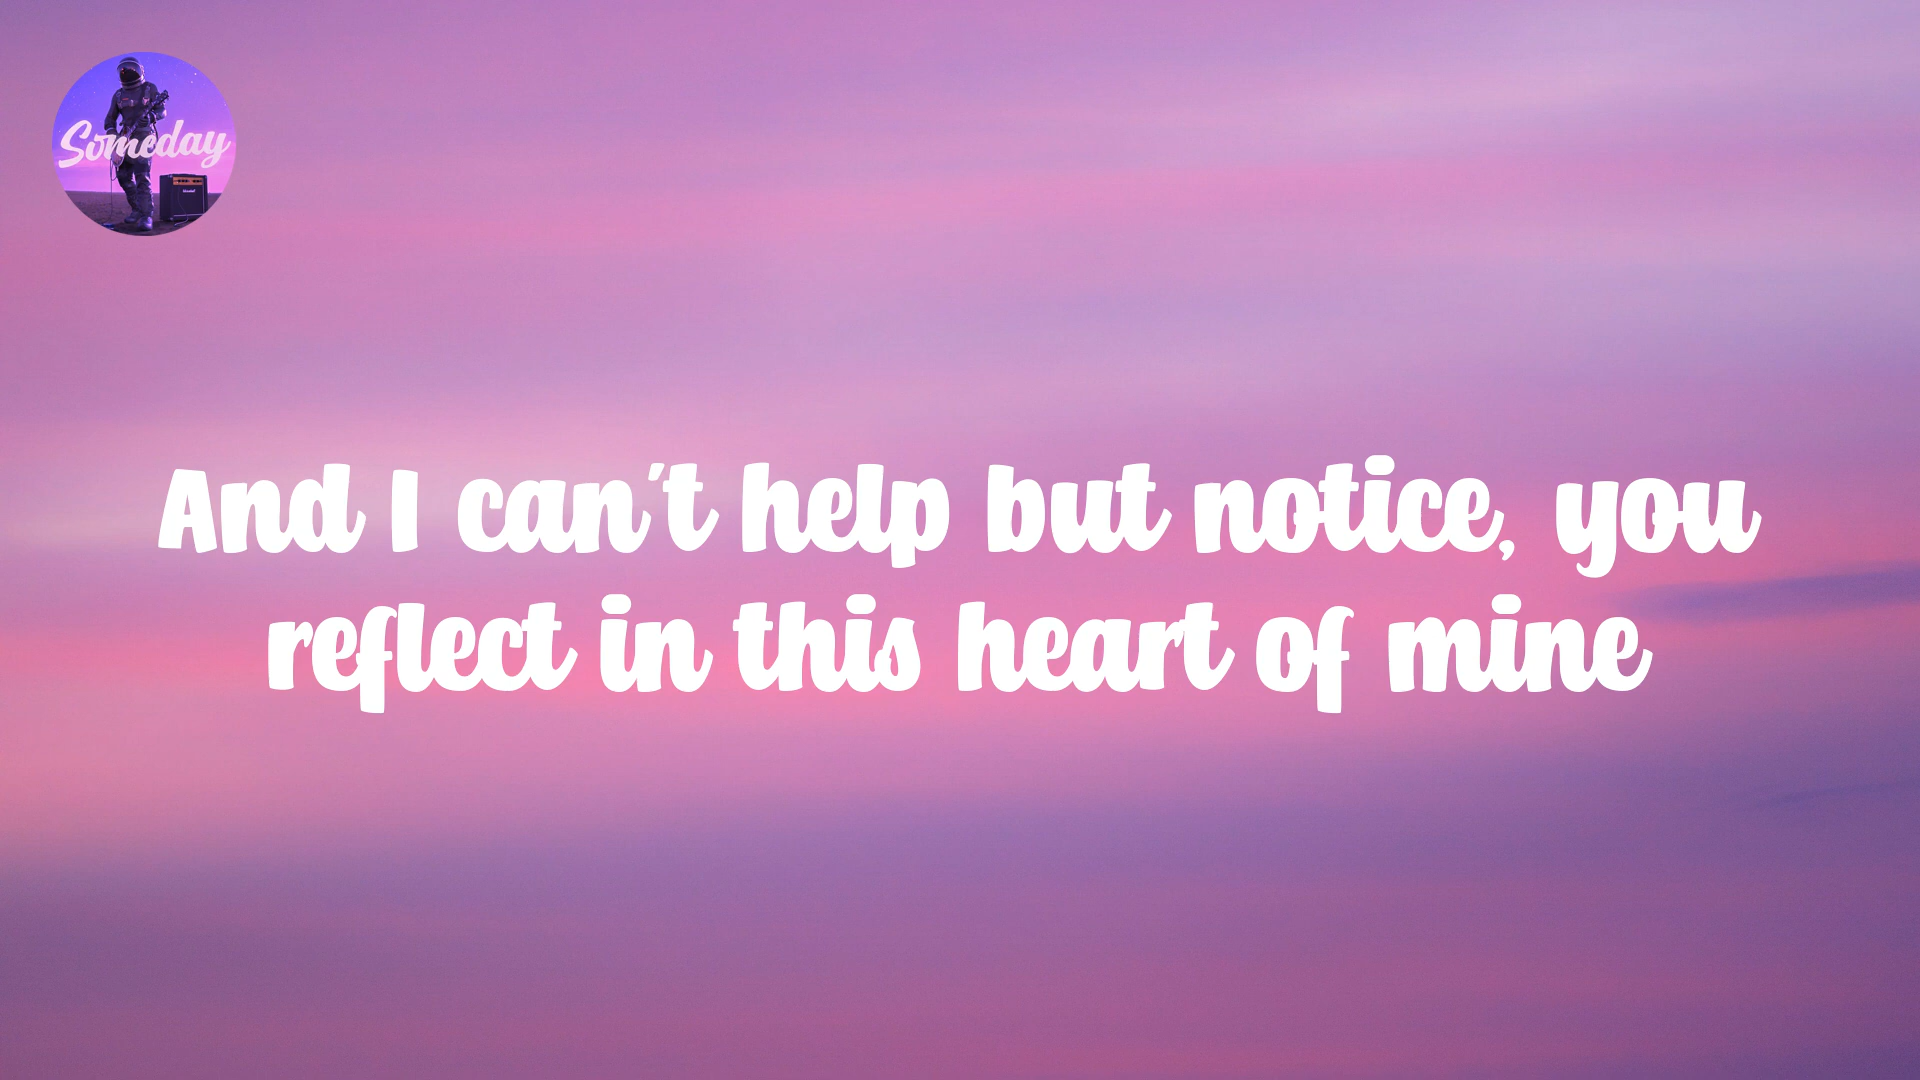 Someday
And I can't help but notice, you
reflect in this heart of mine